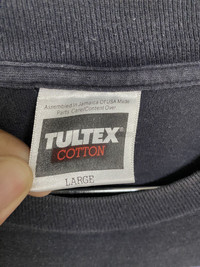 Assembled in Jamaica Of USA Made
Parts. Care/Content Over
TULTEX®
COTTON
LARGE